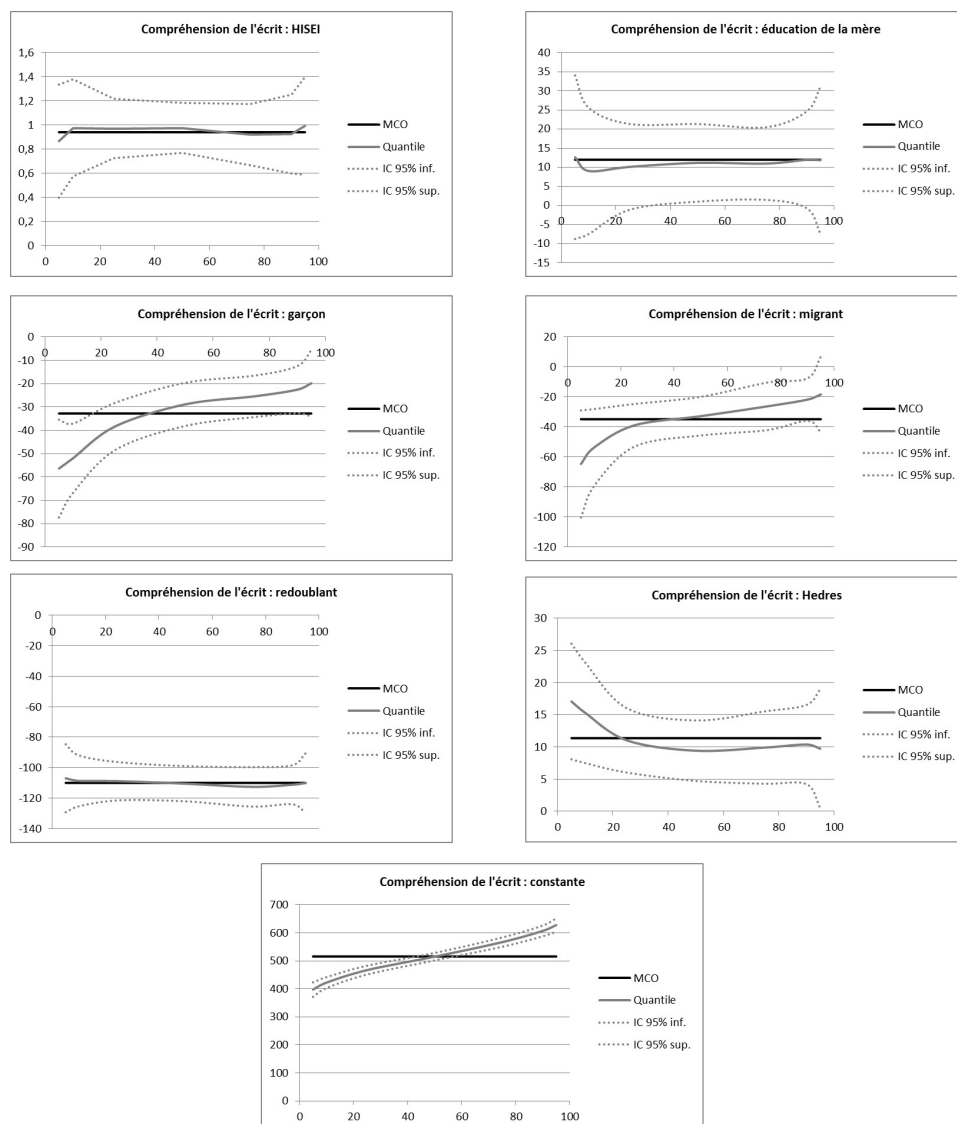 Compréhension de l'écrit : HISEI
1,6
1,4
1,2
1
0,8
0,6
0,4
0,2
0
0 20 40 60 80 100
MCO
Quantile
IC 95% inf.
IC 95% sup.
Compréhension de l'écrit : éducation de la mère
40
35
30
25
20
15
10
5
0
-5
-10
-15
0 20 40 60 80 100
MCO
Quantile
IC 95% inf.
IC 95% sup.
Compréhension de l'écrit : garçon
0
-10
-20
-30
-40
-50
-60
-70
-80
-90
0 20 40 60 80 100
MCO
Quantile
IC 95% inf.
IC 95% sup.
Compréhension de l'écrit : migrant
20
0
-20
-40
-60
-80
-100
-120
0 20 40 60 80 100
MCO
Quantile
IC 95% inf.
IC 95% sup.
Compréhension de l'écrit : redoublant
0
-20
-40
-60
-80
-100
-120
-140
0 20 40 60 80 100
MCO
Quantile
IC 95% inf.
IC 95% sup.
Compréhension de l'écrit : Hedres
30
25
20
15
10
5
0
0 20 40 60 80 100
MCO
Quantile
IC 95% inf.
IC 95% sup.
Compréhension de l'écrit : constante
700
600
500
400
300
200
100
0
0 20 40 60 80 100
MCO
Quantile
IC 95% inf.
IC 95% sup.